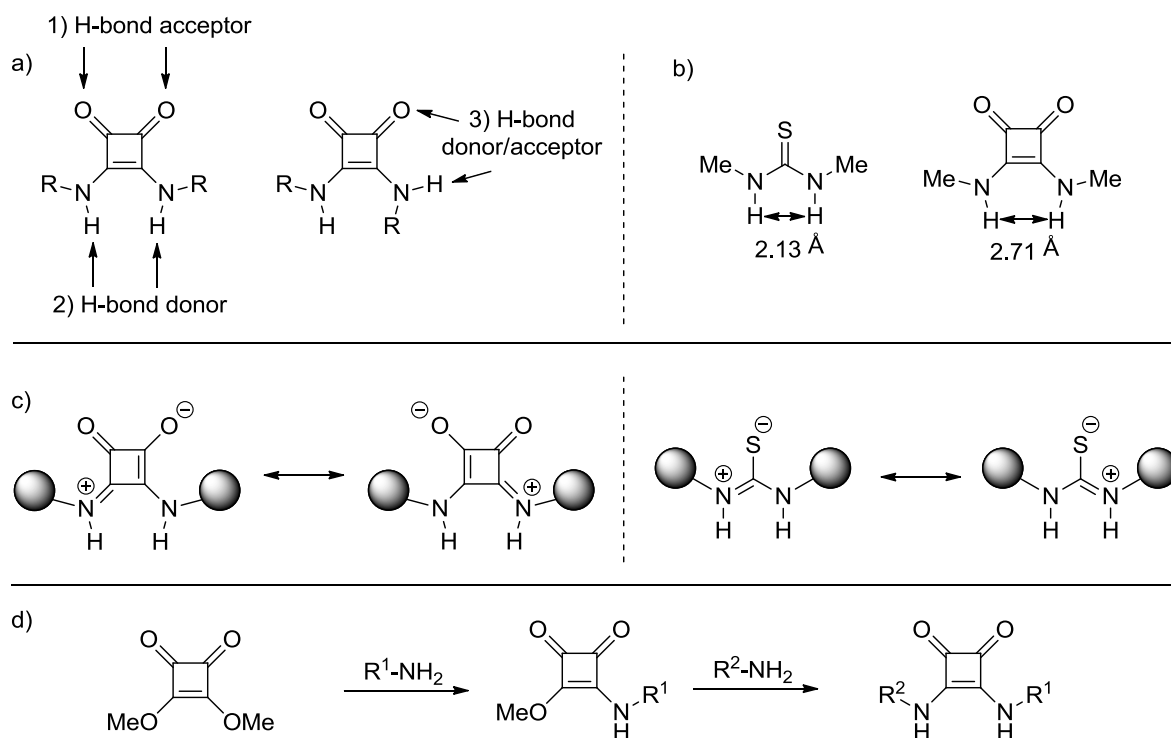 1) H-bond acceptor
a)
O O
R N H N R H
2) H-bond donor
O O
R N H N H R
3) H-bond
donor/acceptor
b)
S
Me N H N H Me
2.13 Å
O O
Me N H N H Me
2.71 Å
c)
O O ⊖
N ⊕ H N H
⊖ O O
N H N ⊕ H
S ⊖
N ⊕ H N H
S ⊖
N H N ⊕ H
d)
O O
MeO OMe
R1-NH2
O O
MeO N H R1
R2-NH2
O O
R2 N H N H R1